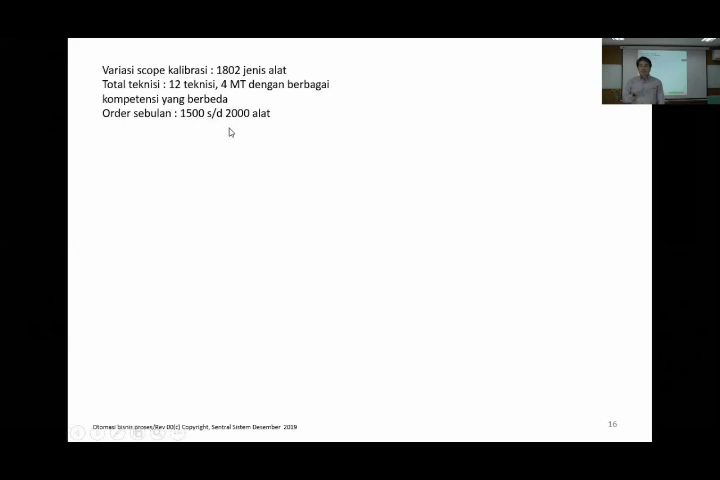 Variasi scope kalibrasi : 1802 jenis alat
Total teknisi : 12 teknisi, 4 MT dengan berbagai
kompetensi yang berbeda
Order sebulan : 1500 s/d 2000 alat
Otomasi bisnis proses/Rev 00(c) Copyright, Sentral Sistem Desember 2019
16